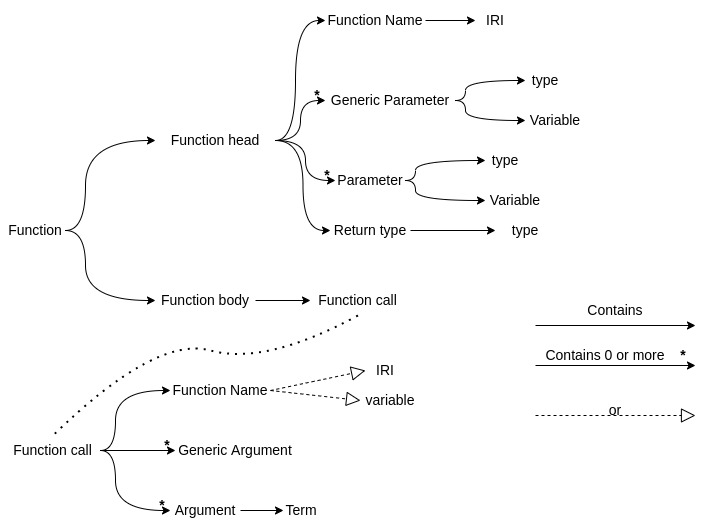 Function Name
IRI
type
Generic Parameter
*
Variable
Function head
type
Parameter
*
Variable
Function
Return type
type
Function body
Function call
Contains
Contains 0 or more *
or
Function Name
IRI
variable
Function call
* Generic Argument
* Argument
Term